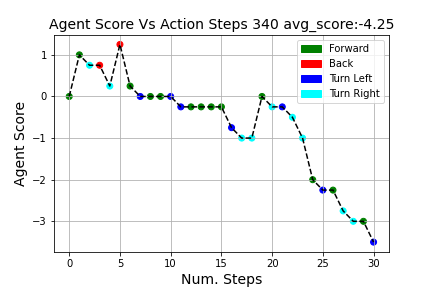 Agent Score Vs Action Steps 340 avg_score:-4.25
Forward
Back
Turn Left
Turn Right
1
0
−1
−2
−3
Agent Score
0 5 10 15 20 25 30
Num. Steps